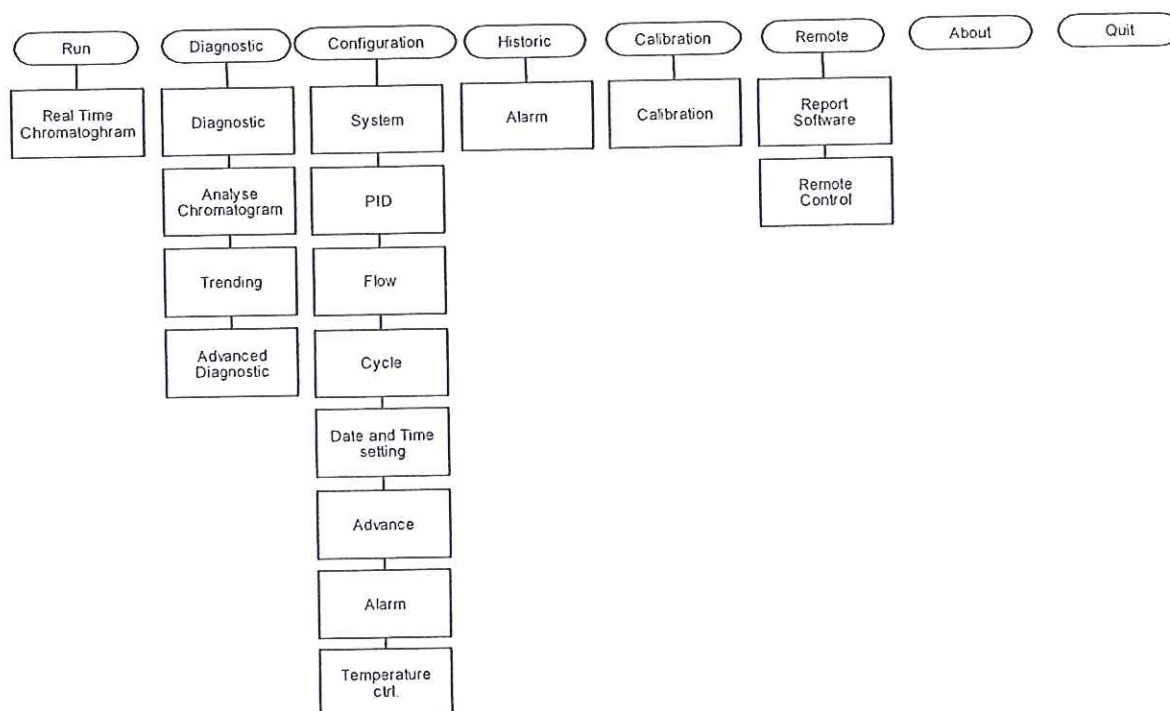 Run
Diagnostic
Configuration
Historic
Calibration
Remote
About
Quit
Real Time
Chromatoghram
Diagnostic
System
Alarm
Calibration
Report
Software
Analyse
Chromatogram
PID
Remote
Control
Trending
Flow
Advanced
Diagnostic
Cycle
Date and Time
setting
Advance
Alarm
Temperature
ctrl.